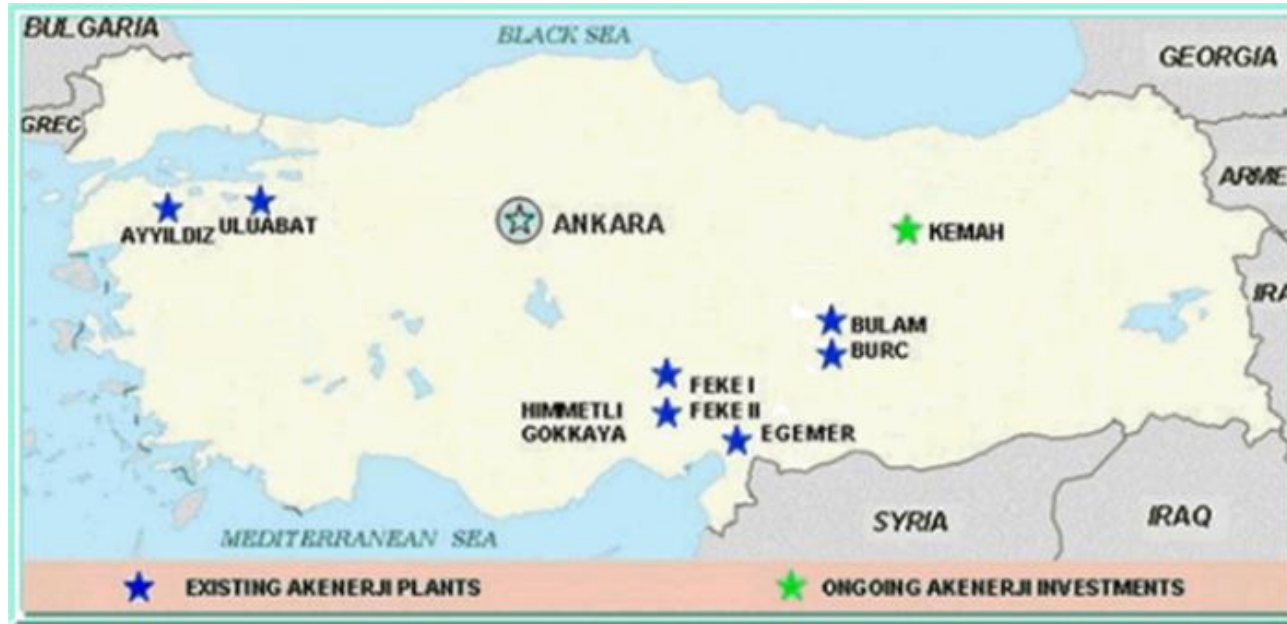 BULGARIA
BLACK SEA
GEORGIA
GREC
ARME
AYYILDIZ
ULUABAT
ANKARA
KEMAH
IRA
BULAM
BURC
FEKE I
HIMMETLI
FEKE II
GOKKAYA
EGEMER
SYRIA
IRAQ
MEDITERRANEAN SEA
EXISTING AKENERJI PLANTS
ONGOING AKENERJI INVESTMENTS